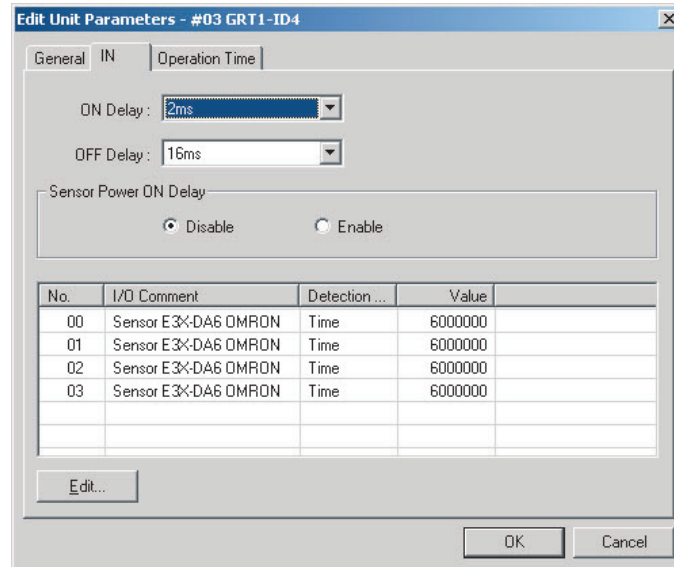 Edit Unit Parameters - #03 GRT1-ID4
General IN Operation Time
ON Delay : 2ms
OFF Delay : 16ms
Sensor Power ON Delay
Disable Enable
No. I/O Comment Detection ... Value
00 Sensor E3X-DA6 OMRON Time 6000000
01 Sensor E3X-DA6 OMRON Time 6000000
02 Sensor E3X-DA6 OMRON Time 6000000
03 Sensor E3X-DA6 OMRON Time 6000000
Edit...
OK Cancel